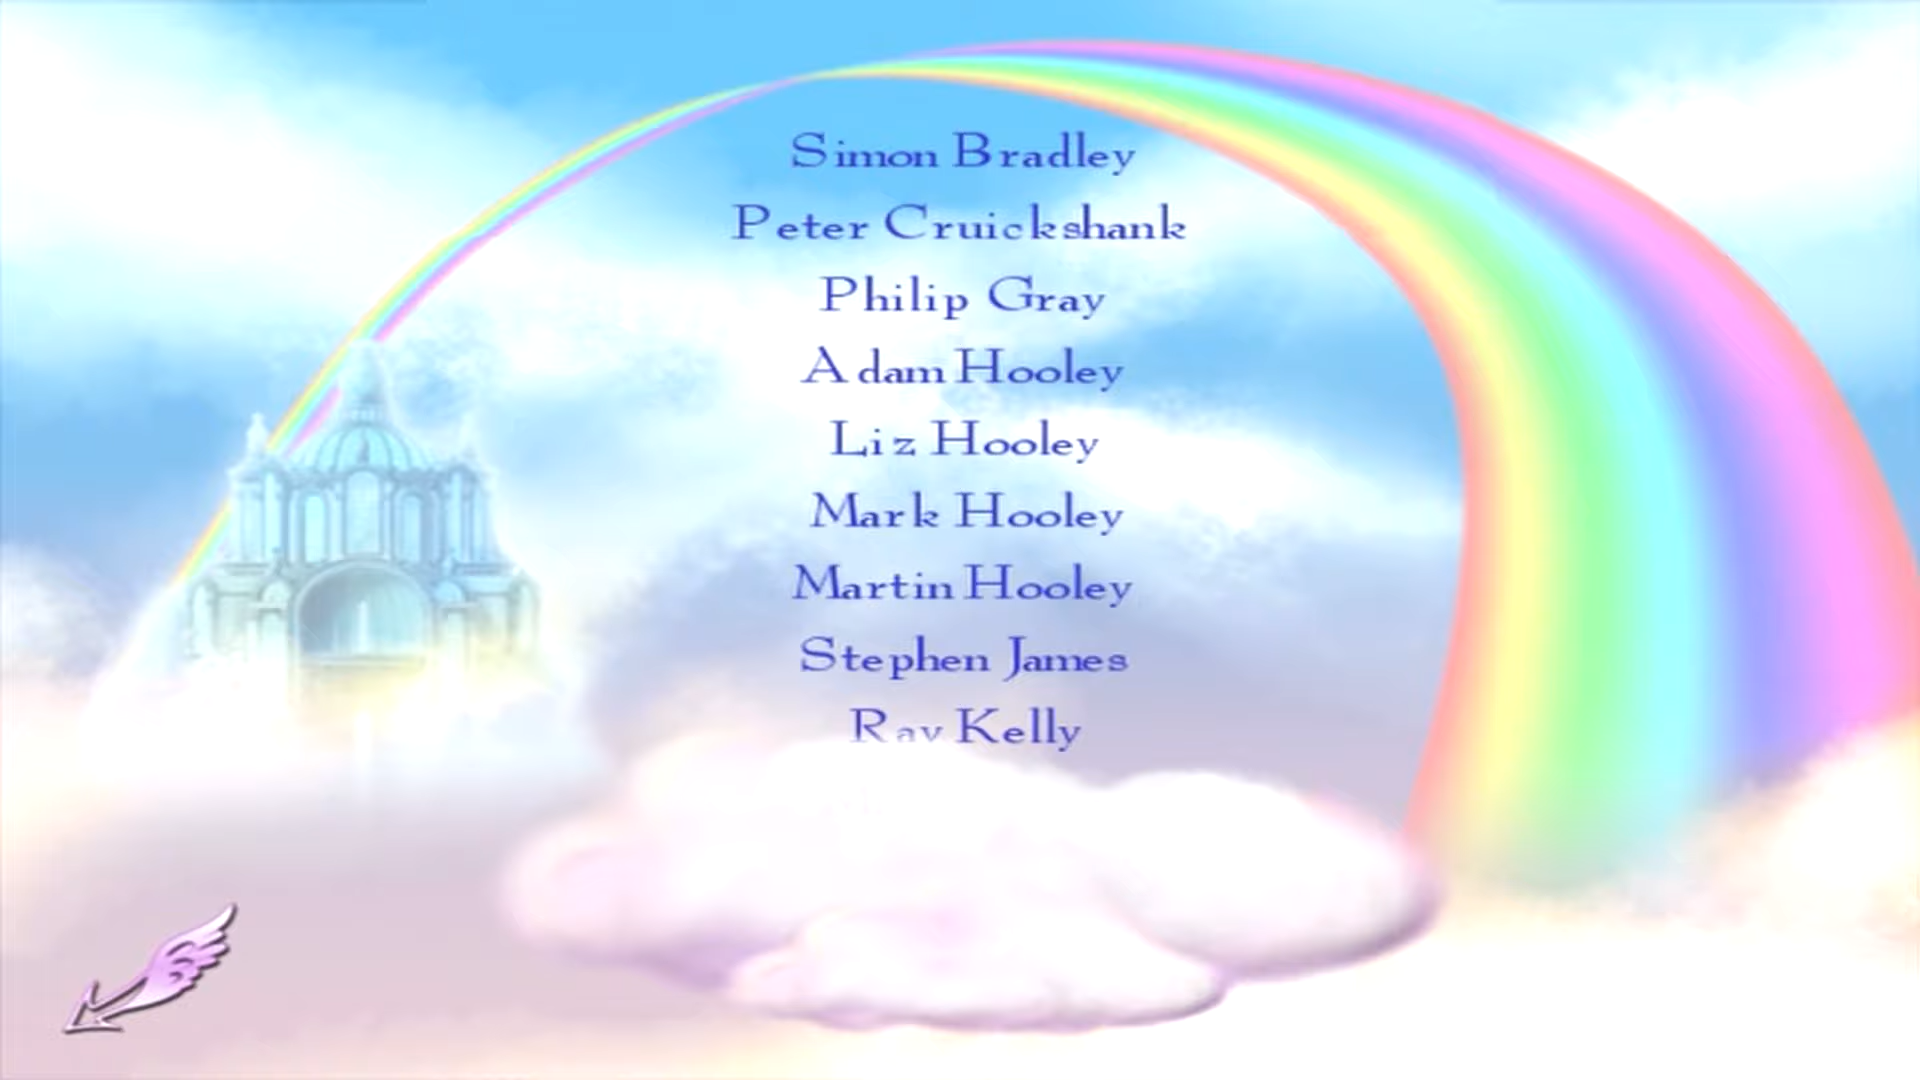 Simon Bradley
Peter Cruickshank
Philip Gray
Adam Hooley
Liz Hooley
Mark Hooley
Martin Hooley
Stephen James
Ray Kelly